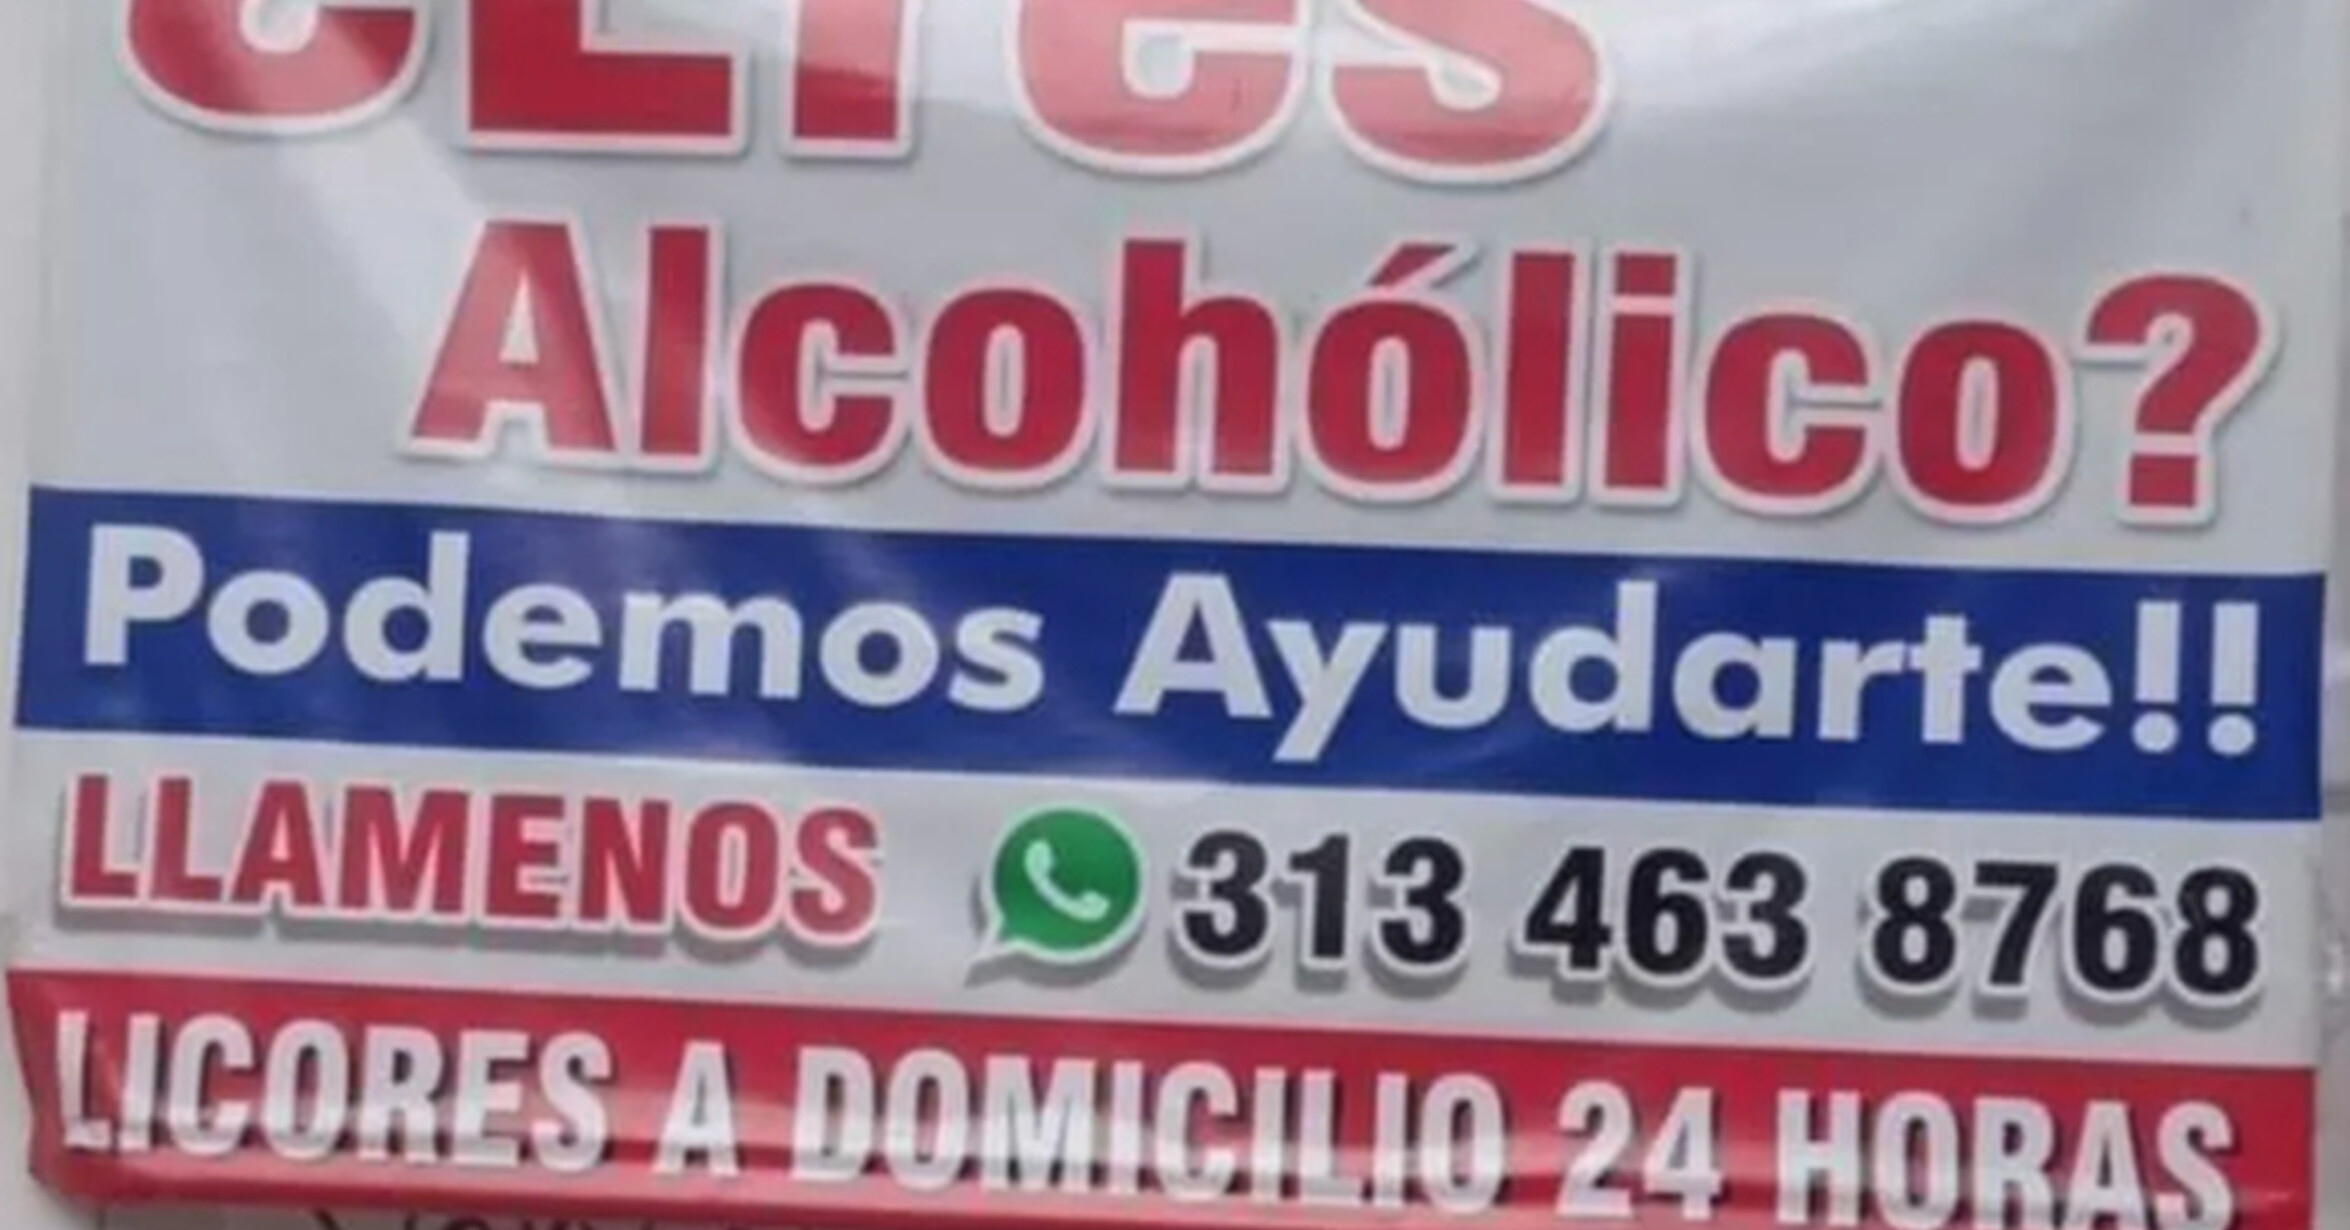 eres
Alcohólico?
Podemos Ayudarte!!
LLAMENOS 313 463 8768
LICORES A DOMICILIO 24 HORAS